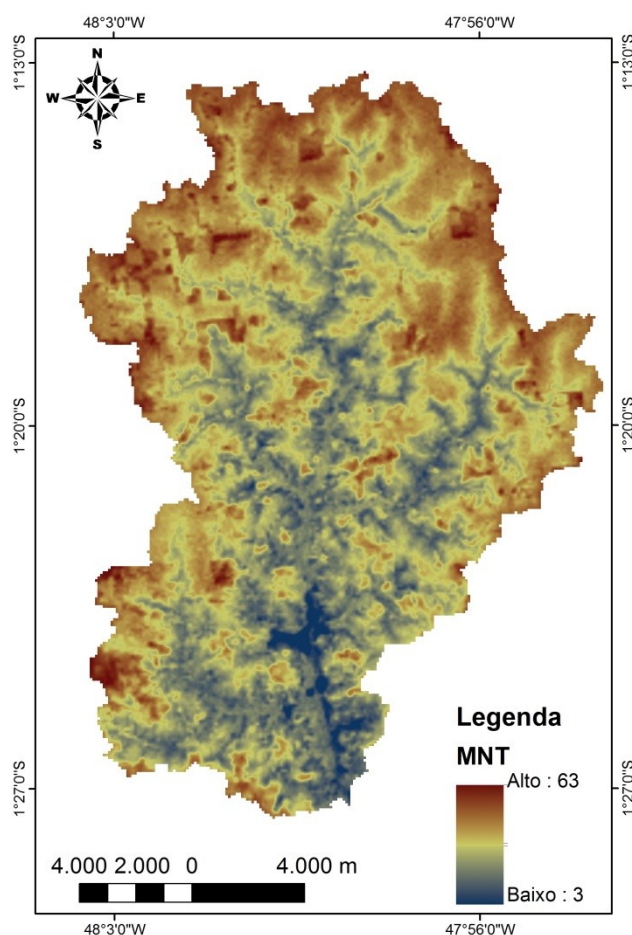 48°3'0"W 47°56'0"W
1°13'0"S 1°13'0"S
N
W E
S
1°20'0"S 1°20'0"S
Legenda
MNT
Alto : 63
1°27'0"S 1°27'0"S
4.000 2.000 0 4.000 m
Baixo : 3
48°3'0"W 47°56'0"W